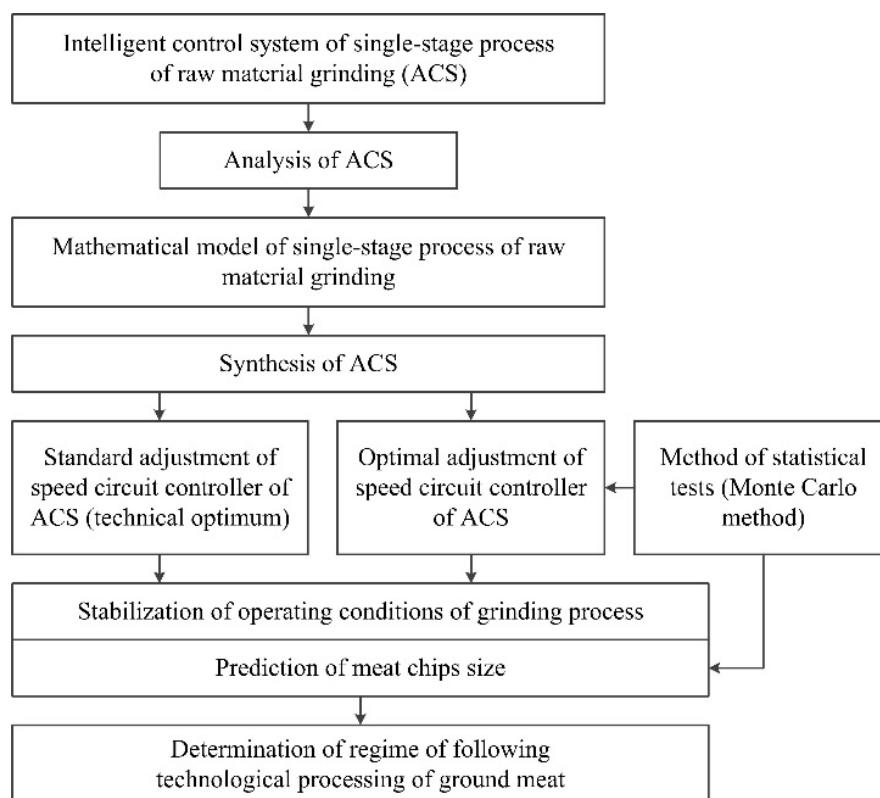 Intelligent control system of single-stage process
of raw material grinding (ACS)
Analysis of ACS
Mathematical model of single-stage process of raw
material grinding
Synthesis of ACS
Standard adjustment of
speed circuit controller of
ACS (technical optimum)
Optimal adjustment of
speed circuit controller
of ACS
Method of statistical
tests (Monte Carlo
method)
Stabilization of operating conditions of grinding process
Prediction of meat chips size
Determination of regime of following
technological processing of ground meat